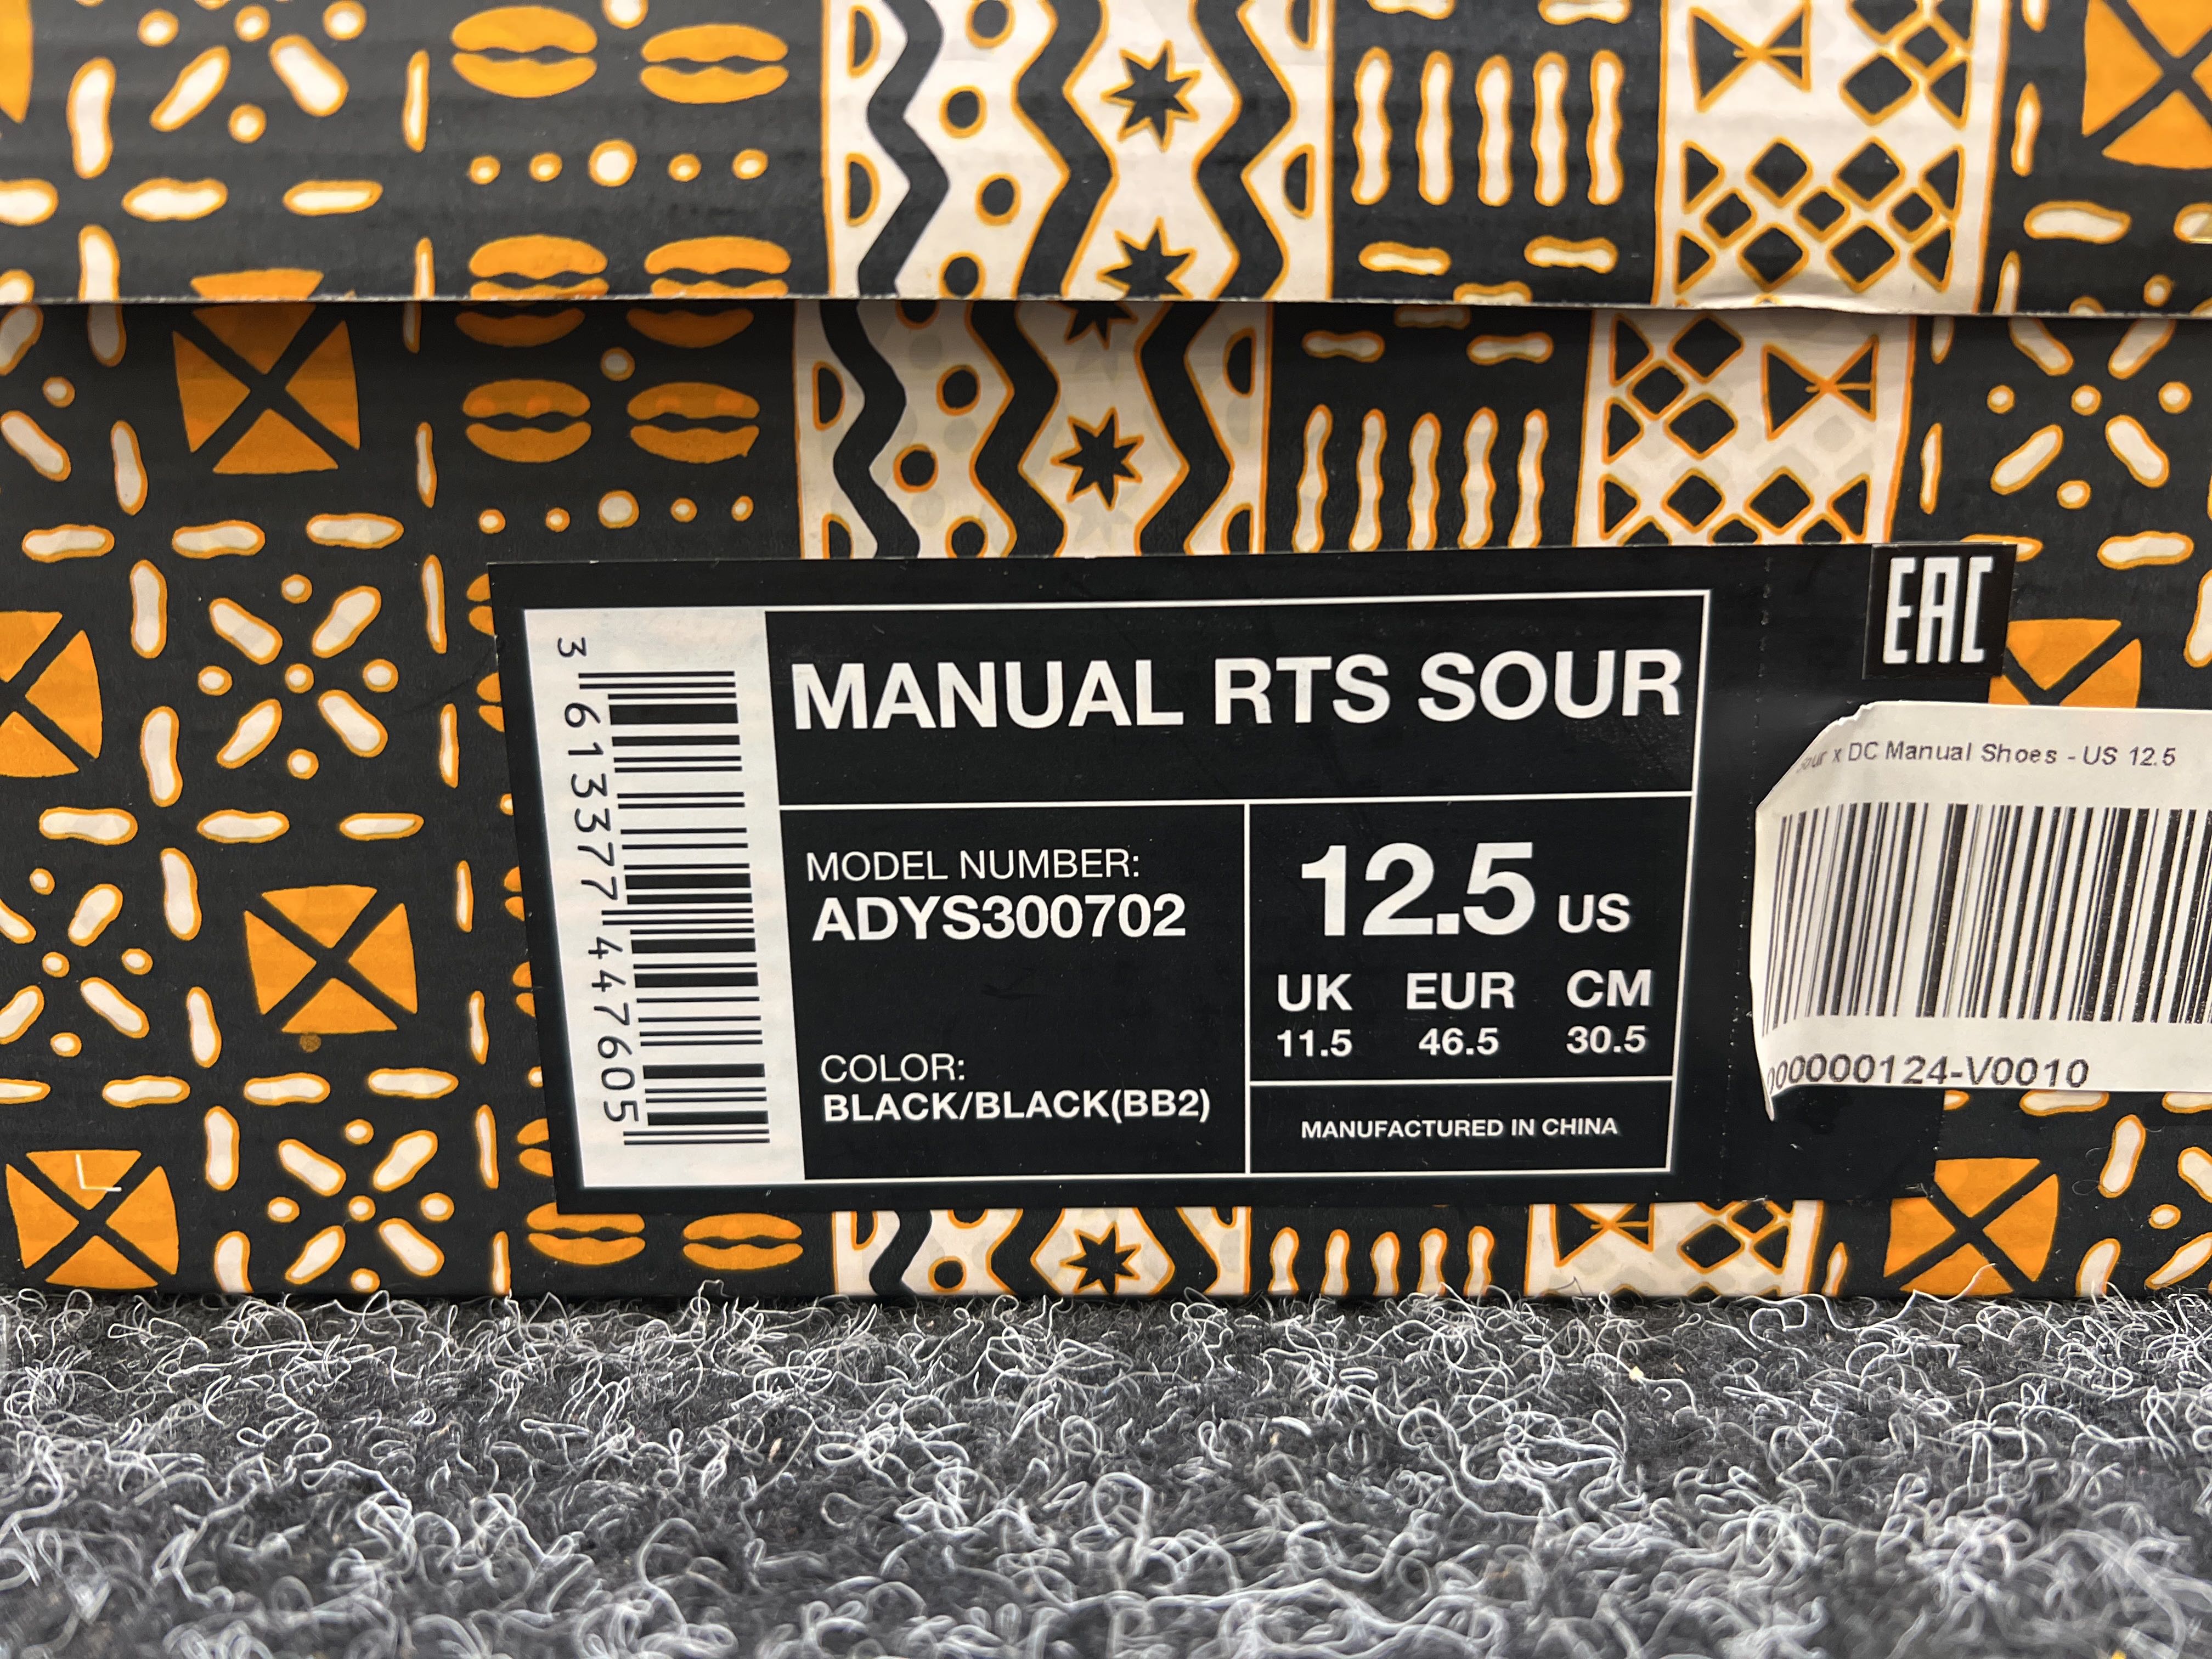 MANUAL RTS SOUR
MODEL NUMBER:
ADYS300702
COLOR:
BLACK/BLACK(BB2)
12.5 US
UK EUR CM
11.5 46.5 30.5
MANUFACTURED IN CHINA
3 613377 447605
EAC
x DC Manual Shoes - US 12.5
000000124-V0010